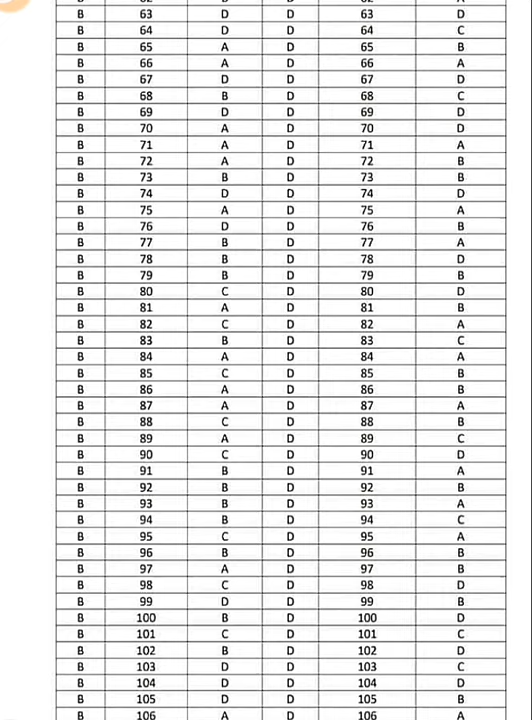 B 63 D D 63 D
B 64 D D 64 C
B 65 A D 65 B
B 66 A D 66 A
B 67 D D 67 D
B 68 B D 68 C
B 69 D D 69 D
B 70 A D 70 D
B 71 A D 71 A
B 72 A D 72 B
B 73 B D 73 B
B 74 D D 74 D
B 75 A D 75 A
B 76 D D 76 B
B 77 B D 77 A
B 78 B D 78 D
B 79 B D 79 B
B 80 C D 80 D
B 81 A D 81 B
B 82 C D 82 A
B 83 B D 83 C
B 84 A D 84 A
B 85 C D 85 B
B 86 A D 86 B
B 87 A D 87 A
B 88 C D 88 B
B 89 A D 89 C
B 90 C D 90 D
B 91 B D 91 A
B 92 B D 92 B
B 93 B D 93 A
B 94 B D 94 C
B 95 C D 95 A
B 96 B D 96 B
B 97 A D 97 B
B 98 C D 98 D
B 99 D D 99 B
B 100 B D 100 D
B 101 C D 101 C
B 102 B D 102 D
B 103 D D 103 C
B 104 D D 104 D
B 105 D D 105 B
B 106 A D 106 A